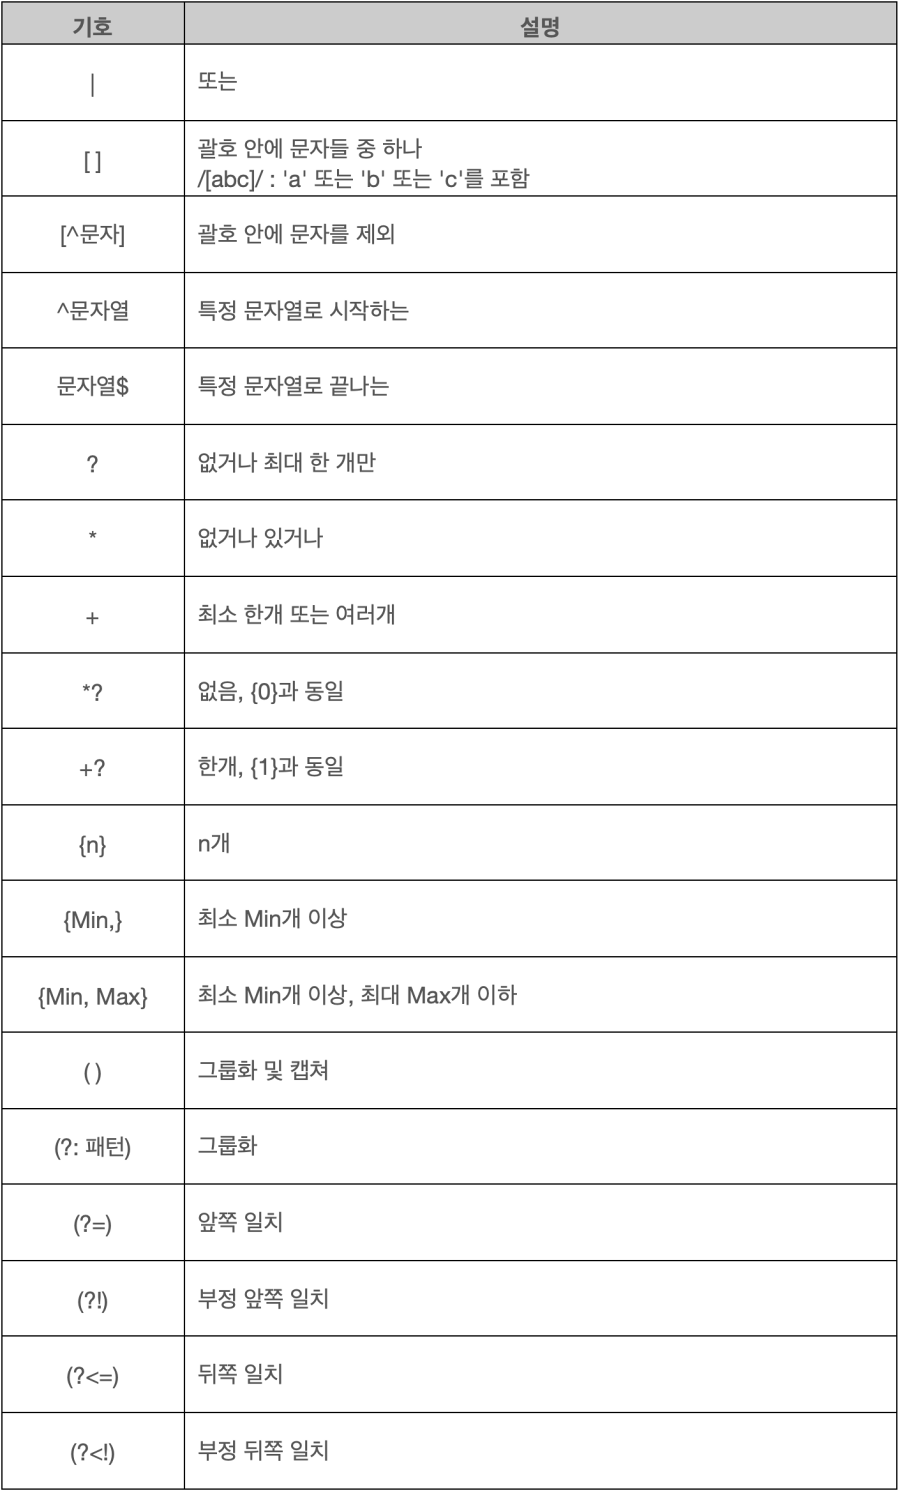 기호 설명
| 또는
[ ] 괄호 안에 문자들 중 하나
/[abc]/ : 'a' 또는 'b' 또는 'c'를 포함
[^문자] 괄호 안에 문자를 제외
^문자열 특정 문자열로 시작하는
문자열$ 특정 문자열로 끝나는
? 없거나 최대 한 개만
* 없거나 있거나
+ 최소 한개 또는 여러개
*? 없음, {0}과 동일
+? 한개, {1}과 동일
{n} n개
{Min,} 최소 Min개 이상
{Min, Max} 최소 Min개 이상, 최대 Max개 이하
( ) 그룹화 및 캡쳐
(?: 패턴) 그룹화
(?=) 앞쪽 일치
(?!) 부정 앞쪽 일치
(?<=) 뒤쪽 일치
(?<!) 부정 뒤쪽 일치